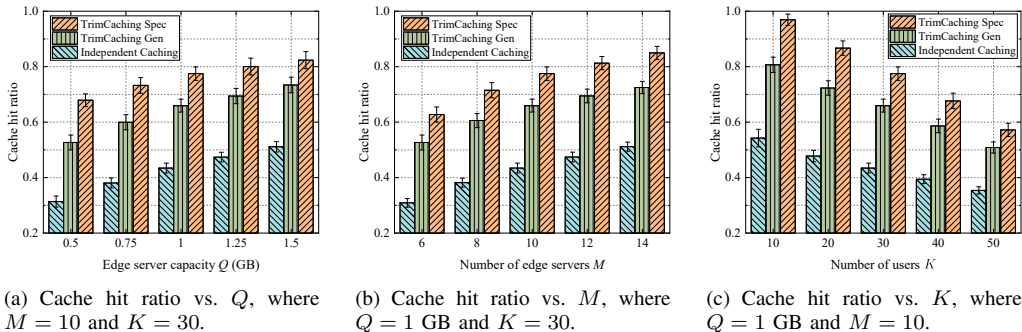 TrimCaching Spec
TrimCaching Gen
Independent Caching
Cache hit ratio
1.0
0.8
0.6
0.4
0.2
0.5 0.75 1 1.25 1.5
Edge server capacity Q (GB)
(a) Cache hit ratio vs. Q, where
M = 10 and K = 30.
TrimCaching Spec
TrimCaching Gen
Independent Caching
Cache hit ratio
1.0
0.8
0.6
0.4
0.2
6 8 10 12 14
Number of edge servers M
(b) Cache hit ratio vs. M, where
Q = 1 GB and K = 30.
TrimCaching Spec
TrimCaching Gen
Independent Caching
Cache hit ratio
1.0
0.8
0.6
0.4
0.2
10 20 30 40 50
Number of users K
(c) Cache hit ratio vs. K, where
Q = 1 GB and M = 10.